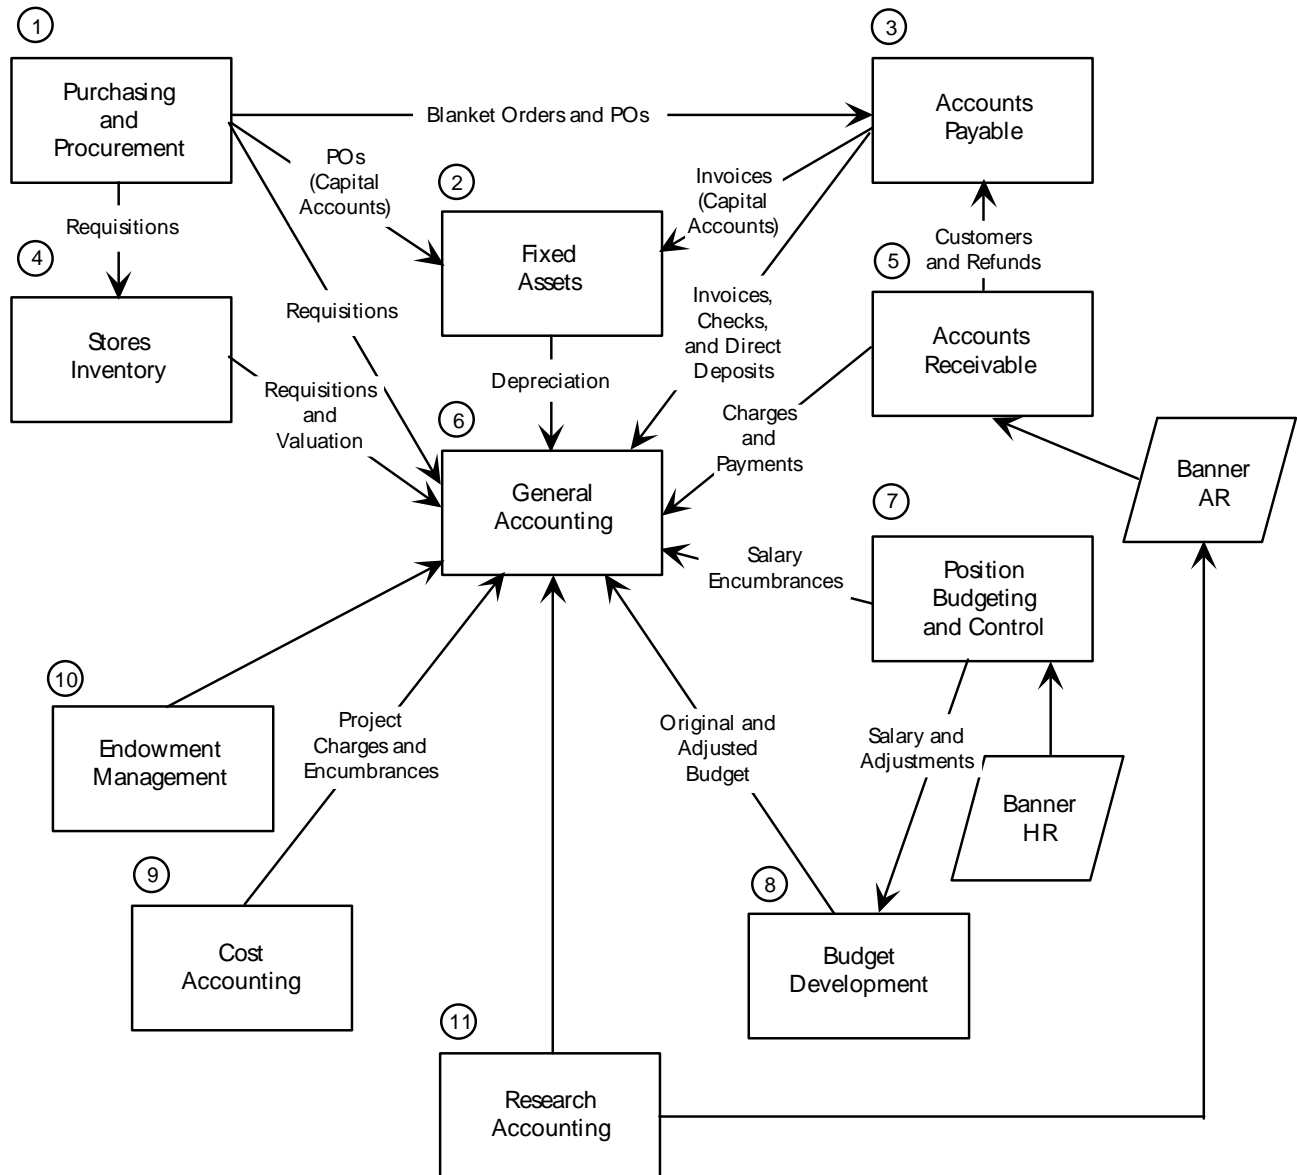 1
3
Purchasing
and
Procurement
Blanket Orders and POs
Accounts
Payable
POs
(Capital
Accounts)
2
Invoices
(Capital
Accounts)
Requisitions
4
Fixed
Assets
5
Customers
and Refunds
Requisitions
Invoices,
Checks,
and Direct
Deposits
Stores
Inventory
Accounts
Receivable
Depreciation
Requisitions
and
Valuation
6
Charges
and
Payments
General
Accounting
Banner
AR
7
Salary
Encumbrances
Position
Budgeting
and Control
10
Endowment
Management
Project
Charges and
Encumbrances
Original and
Adjusted
Budget
Salary and
Adjustments
Banner
HR
9
8
Cost
Accounting
Budget
Development
11
Research
Accounting